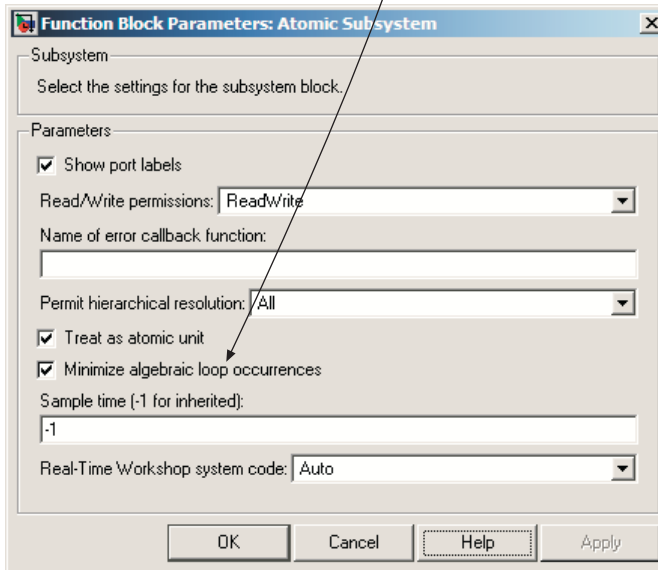 Function Block Parameters: Atomic Subsystem
Subsystem
Select the settings for the subsystem block.
Parameters
Show port labels
Read/Write permissions: ReadWrite
Name of error callback function:
Permit hierarchical resolution: All
Treat as atomic unit
Minimize algebraic loop occurrences
Sample time (-1 for inherited):
-1
Real-Time Workshop system code: Auto
OK Cancel Help Apply